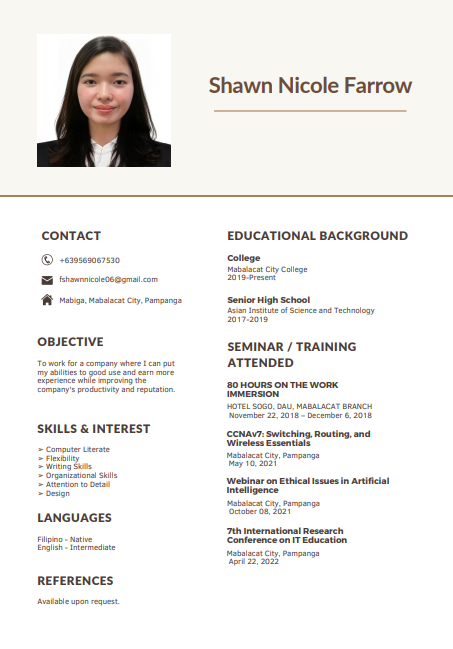 Shawn Nicole Farrow
CONTACT
+639569067530
fshawnnicole06@gmail.com
Mabiga, Mabalacat City, Pampanga
OBJECTIVE
To work for a company where I can put
my abilities to good use and earn more
experience while improving the
company's productivity and reputation.
SKILLS & INTEREST
➢ Computer Literate
➢ Flexibility
➢ Writing Skills
➢ Organizational Skills
➢ Attention to Detail
➢ Design
LANGUAGES
Filipino - Native
English - Intermediate
REFERENCES
Available upon request.
EDUCATIONAL BACKGROUND
College
Mabalacat City College
2019-Present
Senior High School
Asian Institute of Science and Technology
2017-2019
SEMINAR / TRAINING
ATTENDED
80 HOURS ON THE WORK
IMMERSION
HOTEL SOGO, DAU, MABALACAT BRANCH
November 22, 2018 – December 6, 2018
CCNAv7: Switching, Routing, and
Wireless Essentials
Mabalacat City, Pampanga
May 10, 2021
Webinar on Ethical Issues in Artificial
Intelligence
Mabalacat City, Pampanga
October 08, 2021
7th International Research
Conference on IT Education
Mabalacat City, Pampanga
April 22, 2022